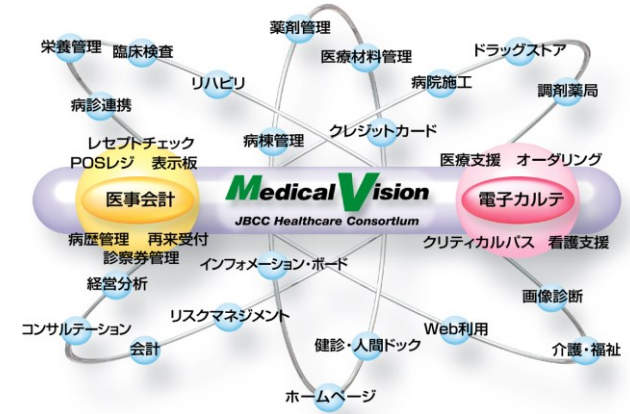 薬剤管理
栄養管理
臨床検査
医療材料管理
ドラッグストア
リハビリ
病院施工
調剤薬局
病診連携
病棟管理
クレジットカード
レセプトチェック
POSレジ 表示板
医療支援 オーダリング
医事会計
Medical Vision
JBCC Healthcare Consortium
電子カルテ
病歴管理 再来受付
診察券管理
クリティカルパス 看護支援
インフォメーション・ボード
経営分析
画像診断
コンサルテーション
リスクマネジメント
会計
健診・人間ドック
Web利用
介護・福祉
ホームページ